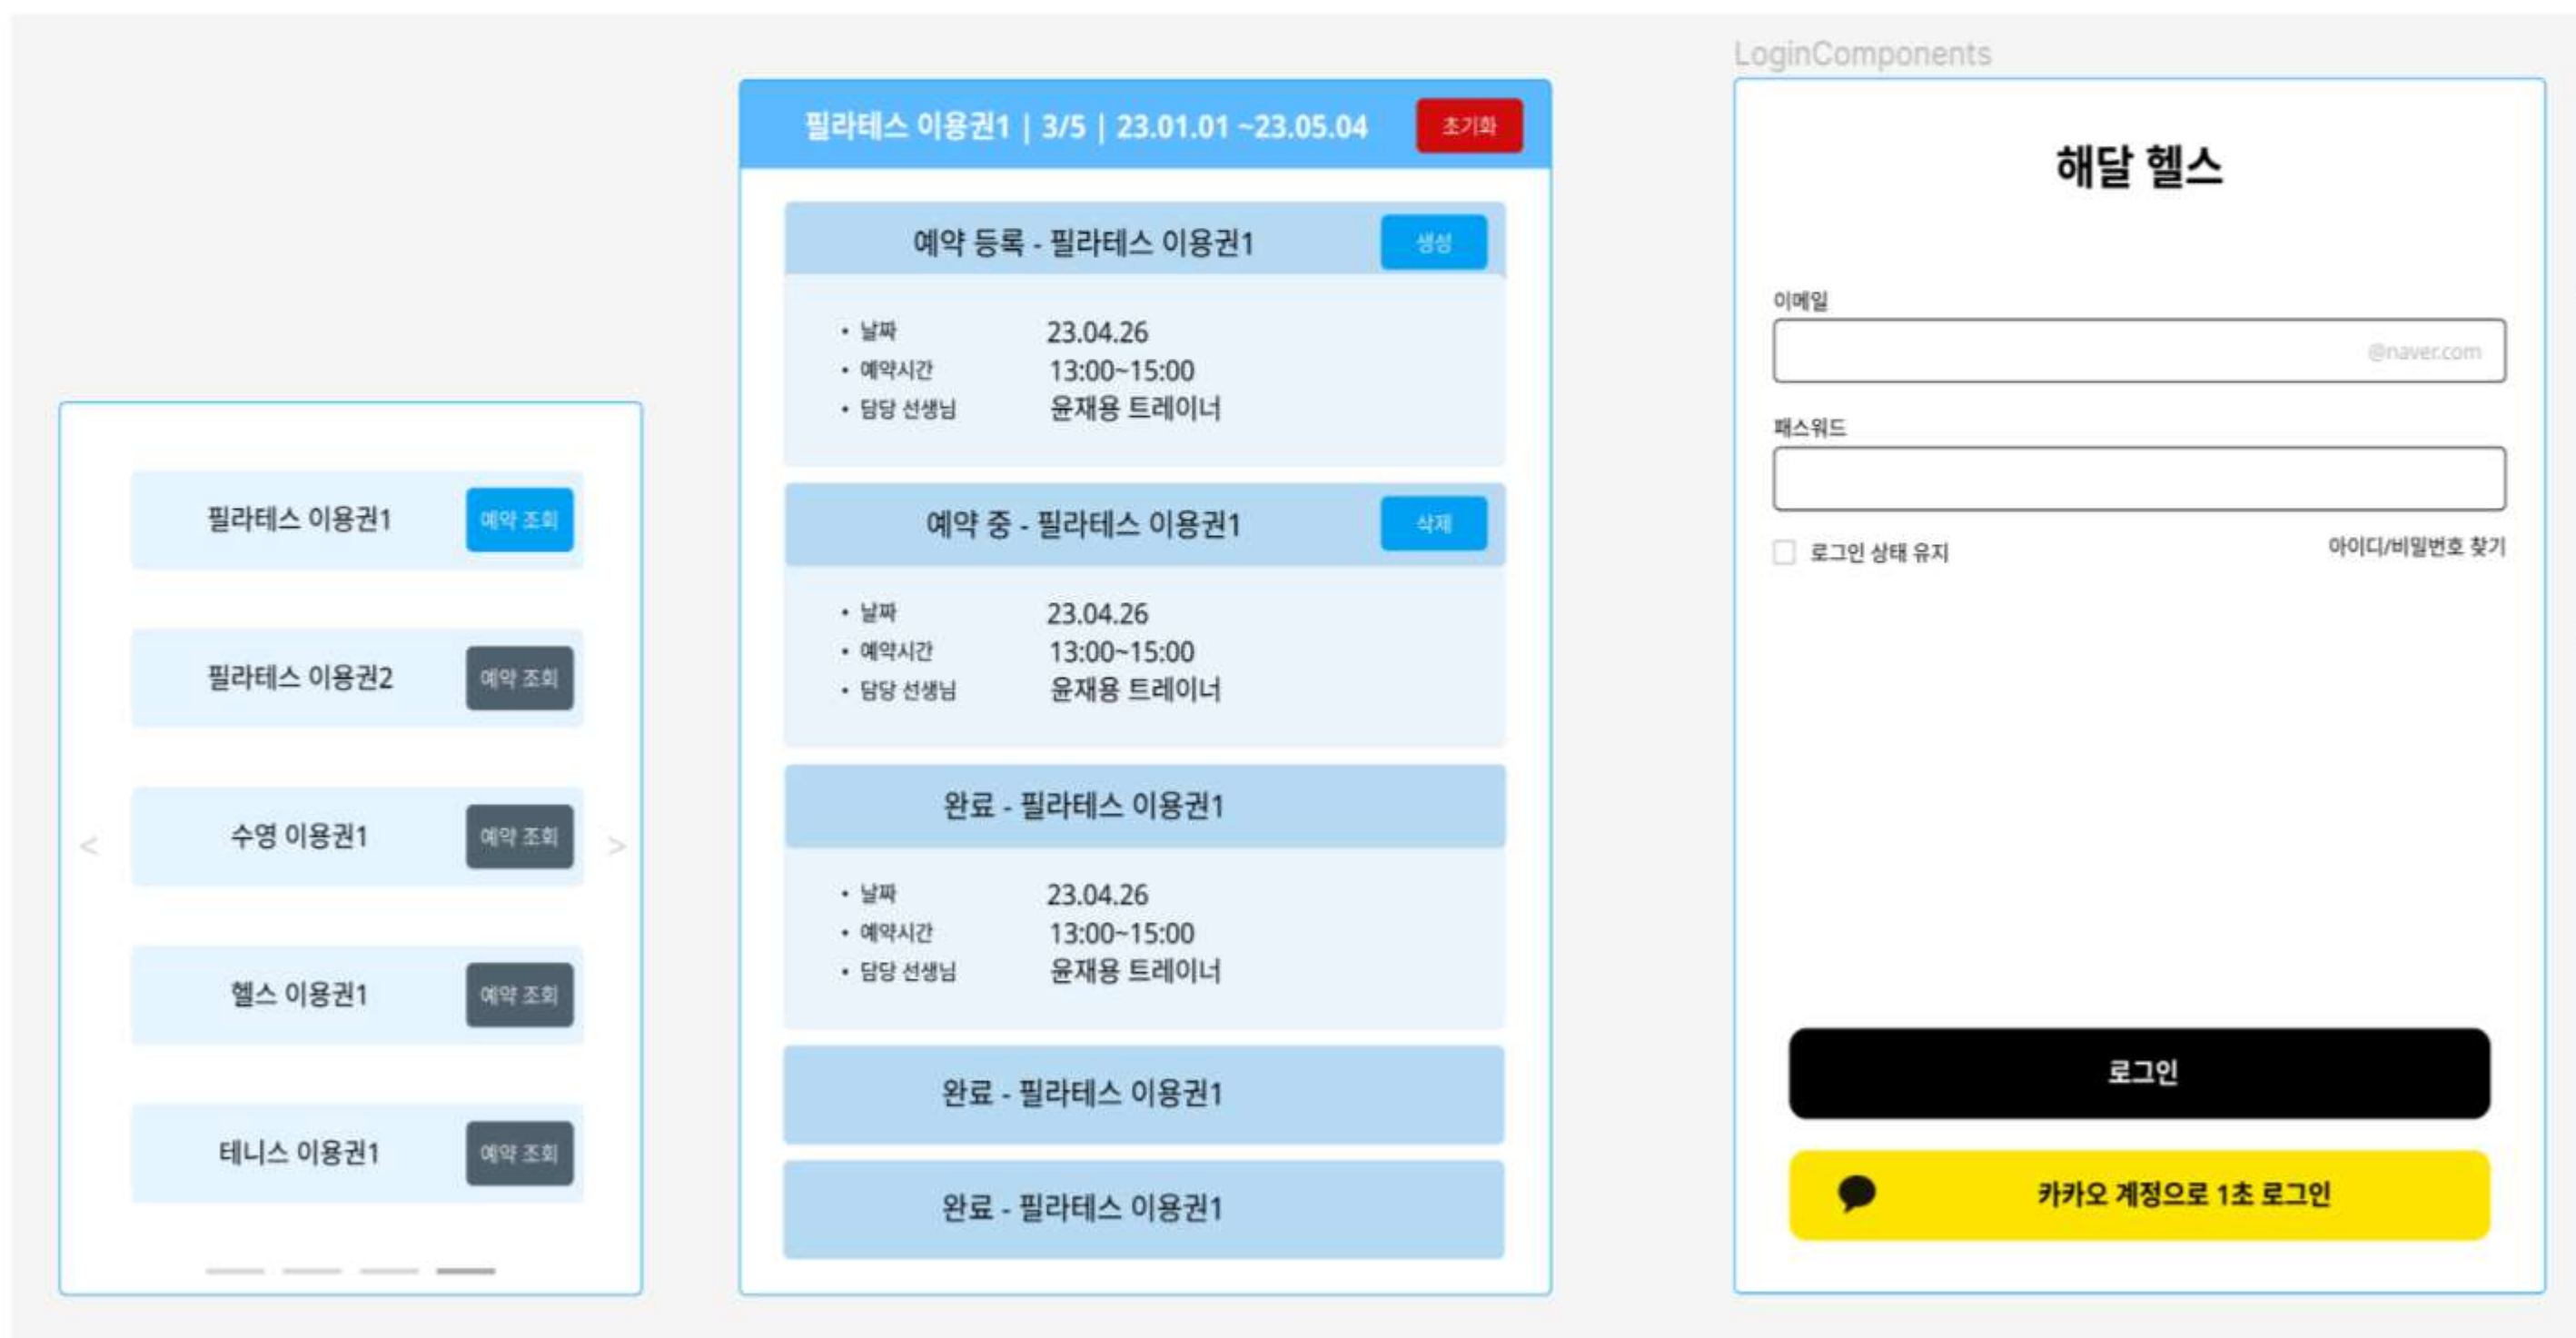 필라테스 이용권1 예약 조회
필라테스 이용권2 예약 조회
< 수영 이용권1 예약 조회 >
헬스 이용권1 예약 조회
테니스 이용권1 예약 조회
필라테스 이용권1 | 3/5 | 23.01.01 ~23.05.04 초기화
예약 등록 - 필라테스 이용권1 생성
• 날짜 23.04.26
• 예약시간 13:00~15:00
• 담당 선생님 윤재용 트레이너
예약 중 - 필라테스 이용권1 삭제
• 날짜 23.04.26
• 예약시간 13:00~15:00
• 담당 선생님 윤재용 트레이너
완료 - 필라테스 이용권1
• 날짜 23.04.26
• 예약시간 13:00~15:00
• 담당 선생님 윤재용 트레이너
완료 - 필라테스 이용권1
완료 - 필라테스 이용권1
LoginComponents
해달 헬스
이메일
@naver.com
패스워드
로그인 상태 유지 아이디/비밀번호 찾기
로그인
카카오 계정으로 1초 로그인